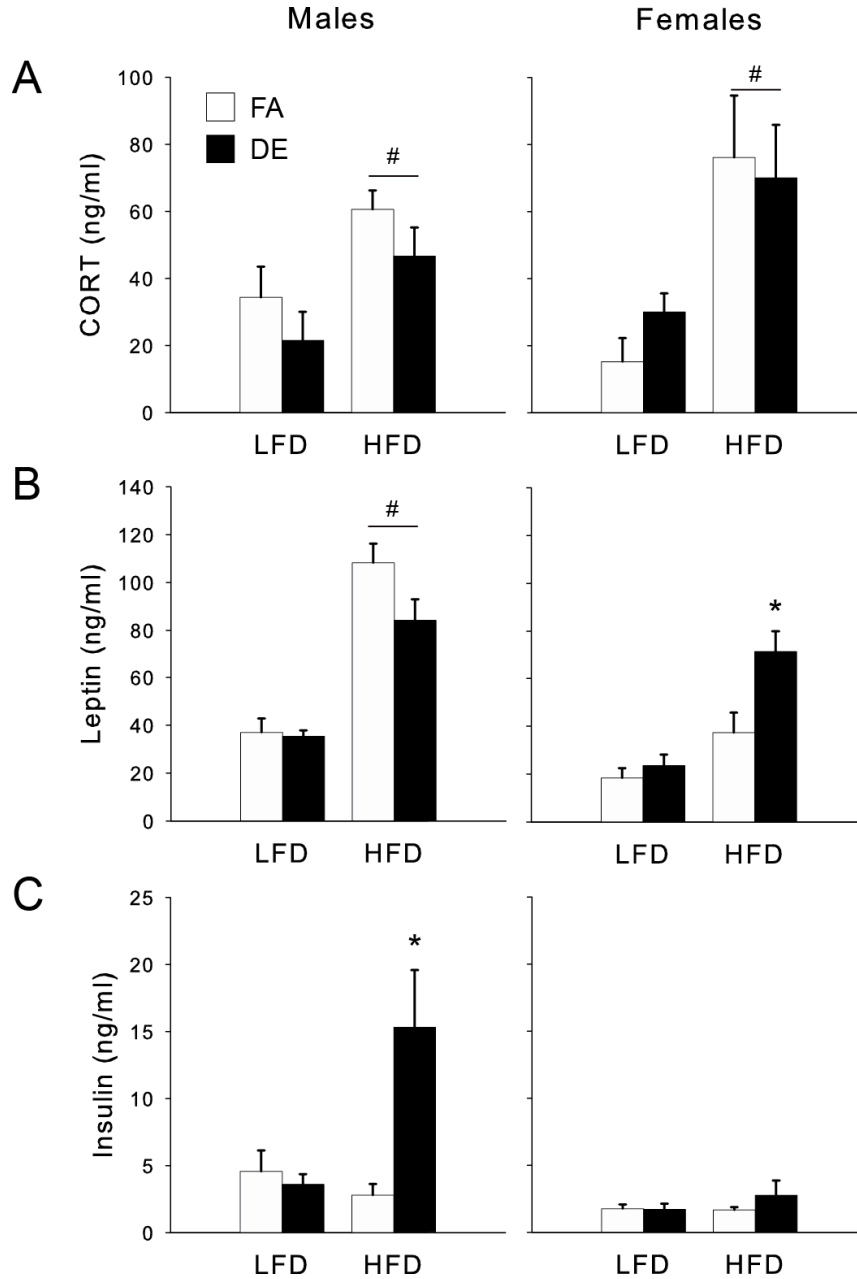 Males Females
A
100
80
60
40
20
0
CORT (ng/ml)
FA
DE
#
#
LFD HFD LFD HFD
B
140
120
100
80
60
40
20
0
Leptin (ng/ml)
#
*
LFD HFD LFD HFD
C
25
20
15
10
5
0
Insulin (ng/ml)
*
LFD HFD LFD HFD